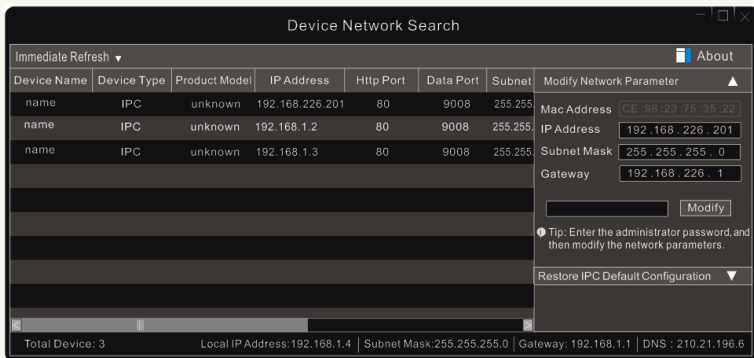 Device Network Search
Immediate Refresh ▼ About
Device Name Device Type Product Model IP Address Http Port Data Port Subnet
name IPC unknown 192.168.226.201 80 9008 255.255
name IPC unknown 192.168.1.2 80 9008 255.255.
name IPC unknown 192.168.1.3 80 9008 255.255.
Modify Network Parameter ▲
Mac Address CE :98 :23 :75 :35 :22
IP Address 192 .168 . 226 . 201
Subnet Mask 255 . 255 . 255 . 0
Gateway 192 .168 . 226 . 1
Modify
Tip: Enter the administrator password, and
then modify the network parameters.
Restore IPC Default Configuration ▼
Total Device: 3 Local IP Address:192.168.1.4 Subnet Mask:255.255.255.0 Gateway: 192.168.1.1 DNS : 210.21.196.6